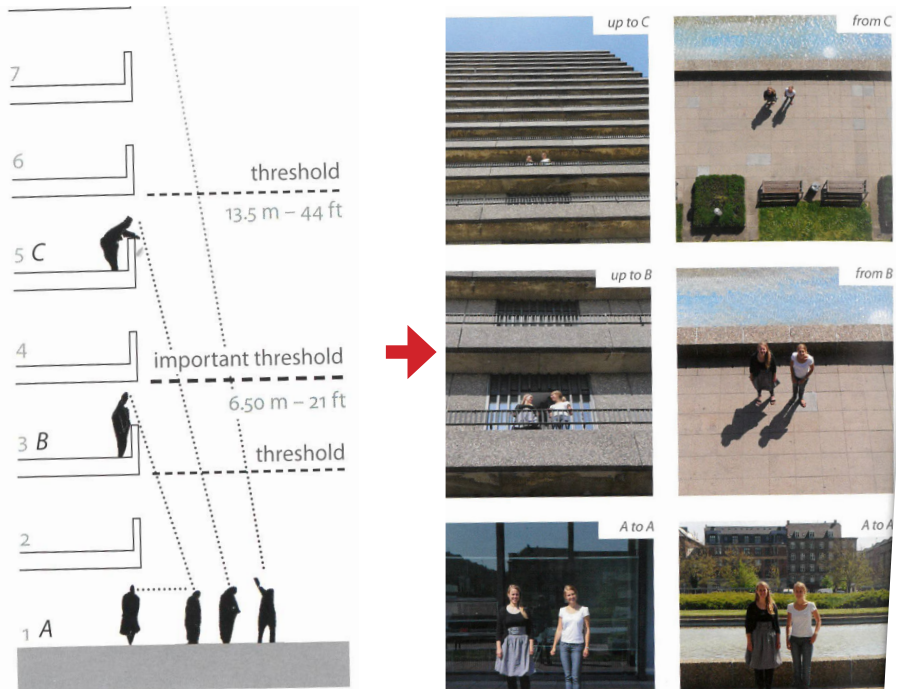 7
6
threshold
13.5 m – 44 ft
5 C
4
important threshold
6.50 m – 21 ft
3 B
threshold
2
1 A
up to C
from C
up to B
from B
A to A
A to A